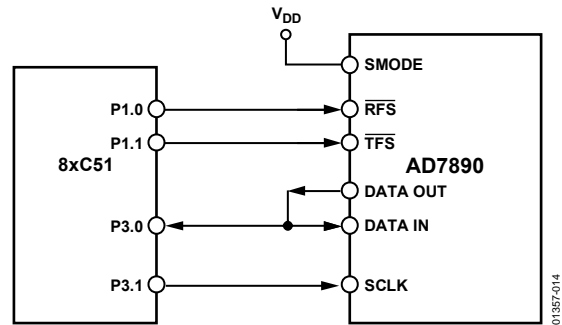 VDD
SMODE
P1.0
RFS
P1.1
TFS
8xC51
AD7890
DATA OUT
P3.0
DATA IN
P3.1
SCLK
01357-014